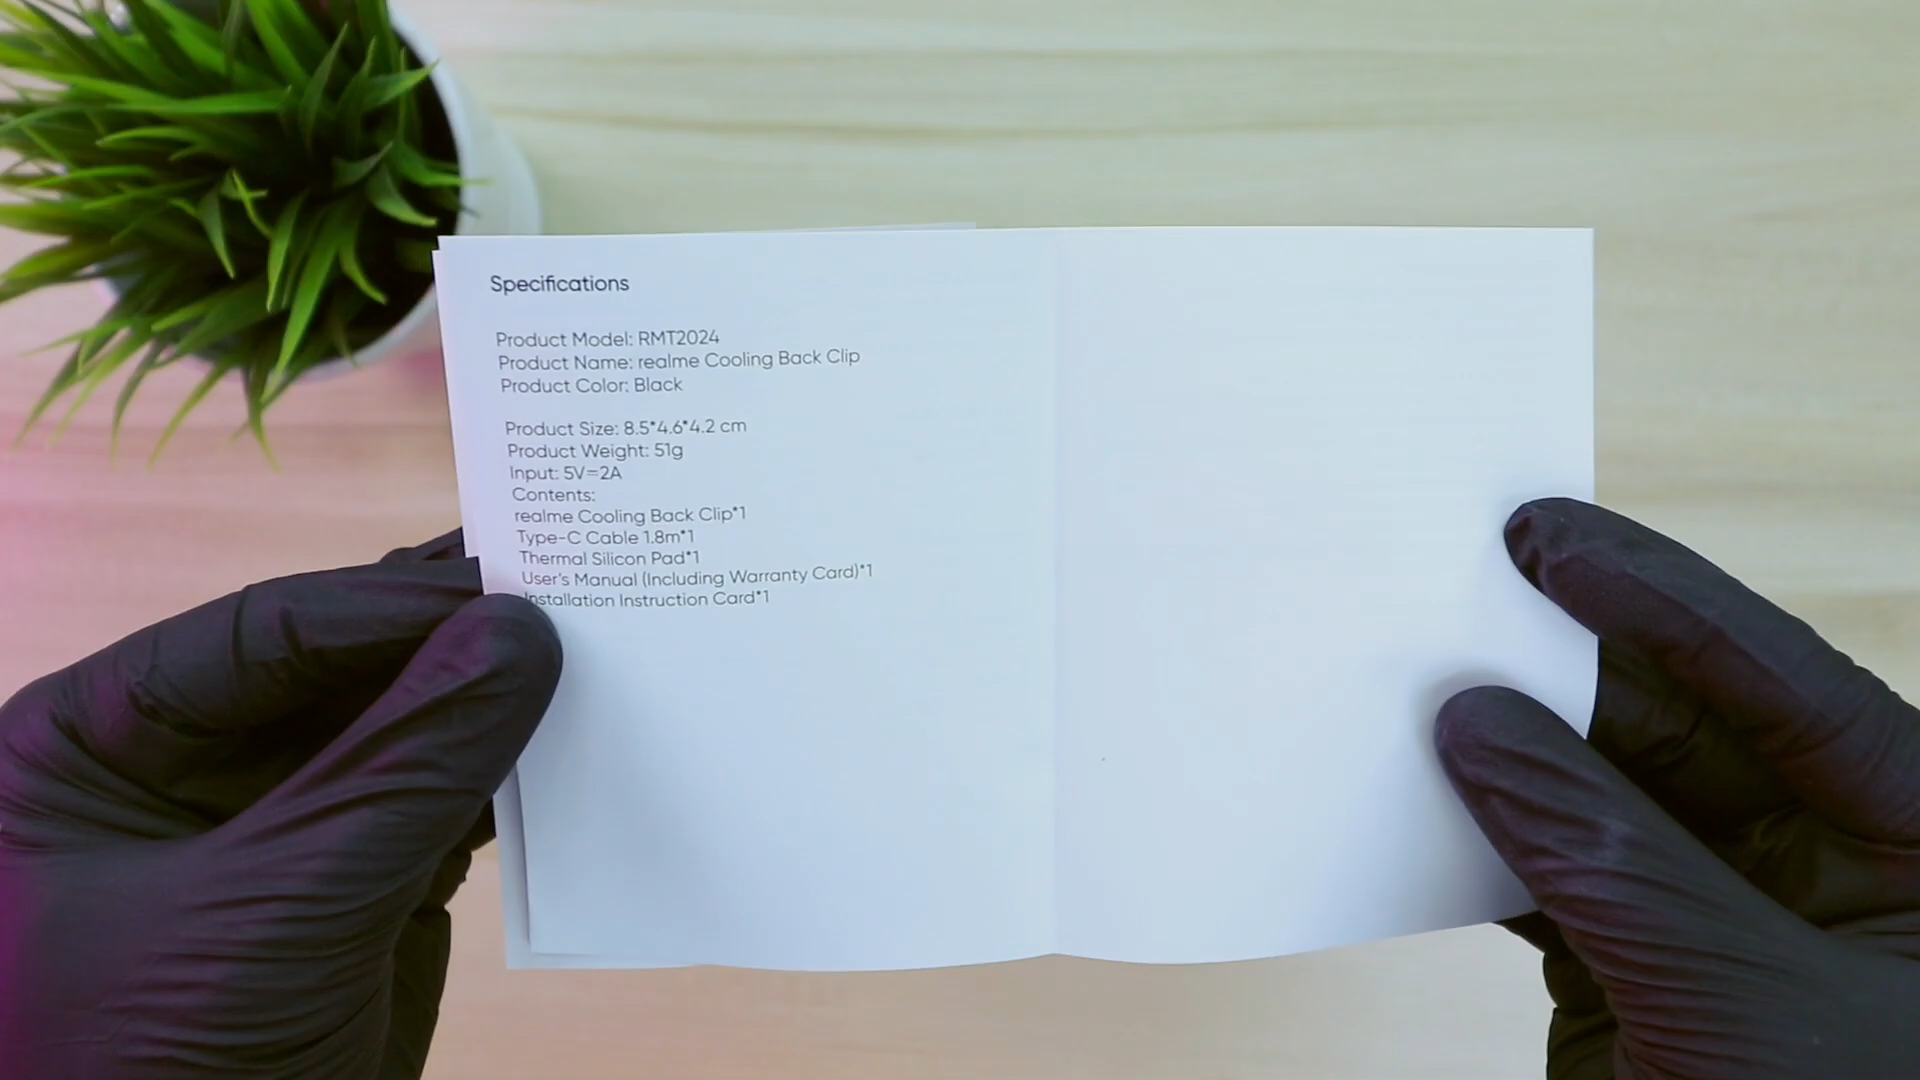 Specifications
Product Model: RMT2024
Product Name: realme Cooling Back Clip
Product Color: Black
Product Size: 8.5*4.6*4.2 cm
Product Weight: 51g
Input: 5V=2A
Contents:
realme Cooling Back Clip*1
Type-C Cable 1.8m*1
Thermal Silicon Pad*1
User's Manual (Including Warranty Card)*1
Installation Instruction Card*1